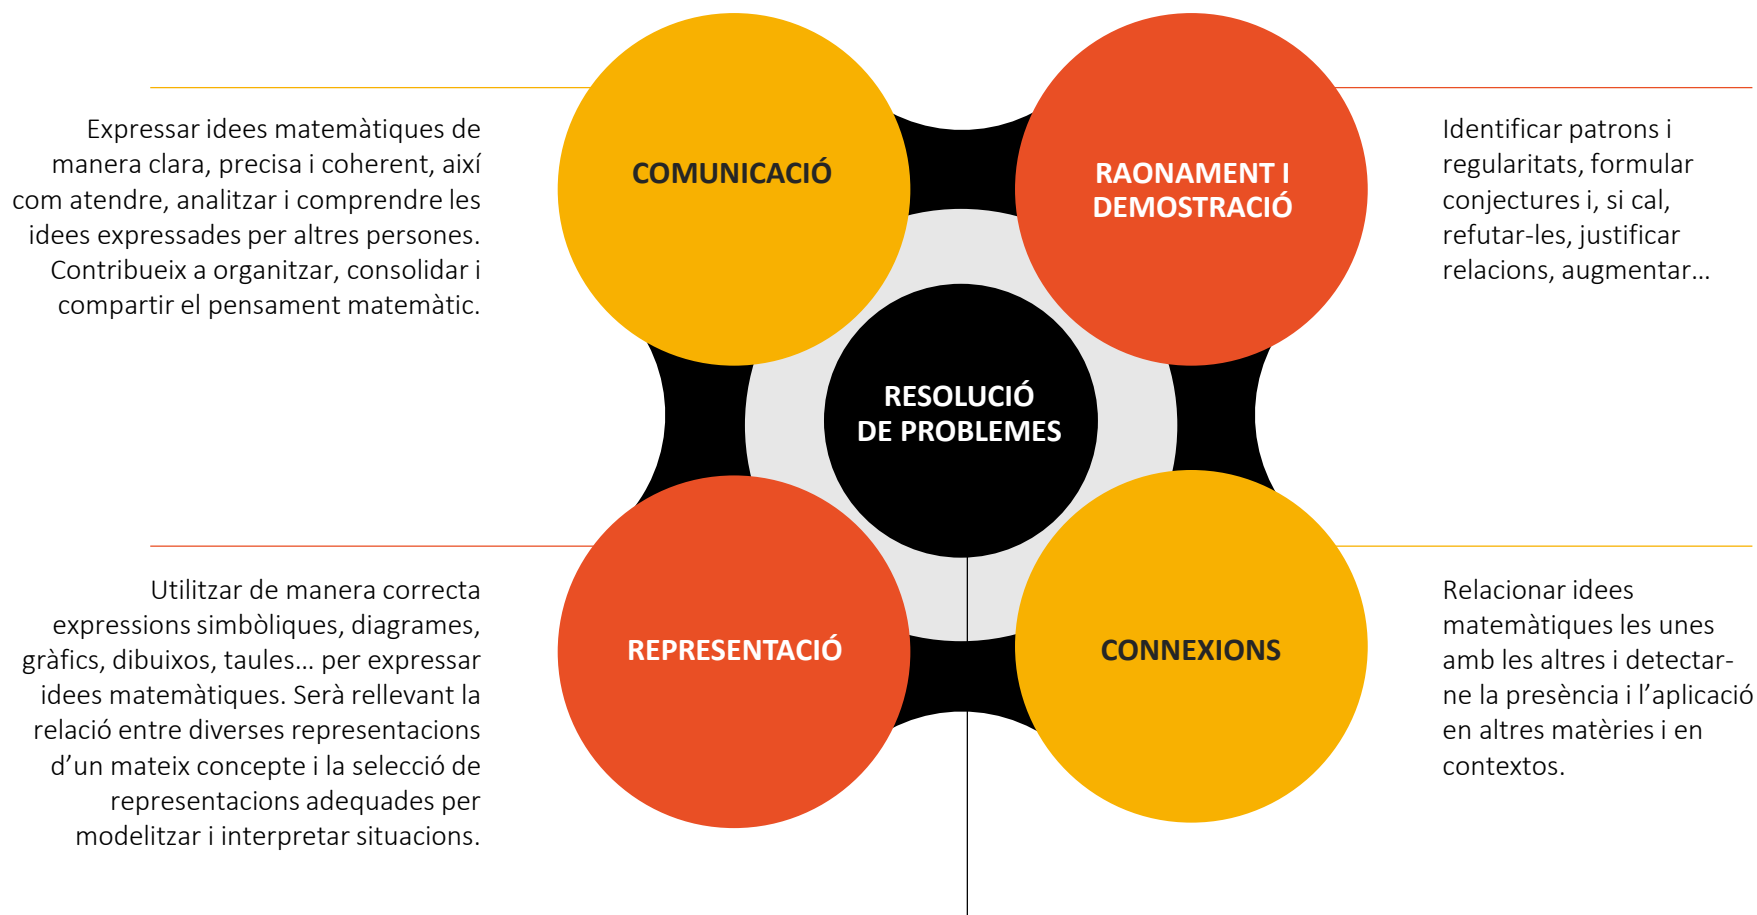 COMUNICACIÓ
Expressar idees matemàtiques de
manera clara, precisa i coherent, així
com atendre, analitzar i comprendre les
idees expressades per altres persones.
Contribueix a organitzar, consolidar i
compartir el pensament matemàtic.
RAONAMENT I
DEMOSTRACIÓ
Identificar patrons i
regularitats, formular
conjectures i, si cal,
refutar-les, justificar
relacions, augmentar...
RESOLUCIÓ
DE PROBLEMES
REPRESENTACIÓ
Utilitzar de manera correcta
expressions simbòliques, diagrames,
gràfics, dibuixos, taules... per expressar
idees matemàtiques. Serà rellevant la
relació entre diverses representacions
d’un mateix concepte i la selecció de
representacions adequades per
modelitzar i interpretar situacions.
CONNEXIONS
Relacionar idees
matemàtiques les unes
amb les altres i detectar-
ne la presència i l’aplicació
en altres matèries i en
contextos.